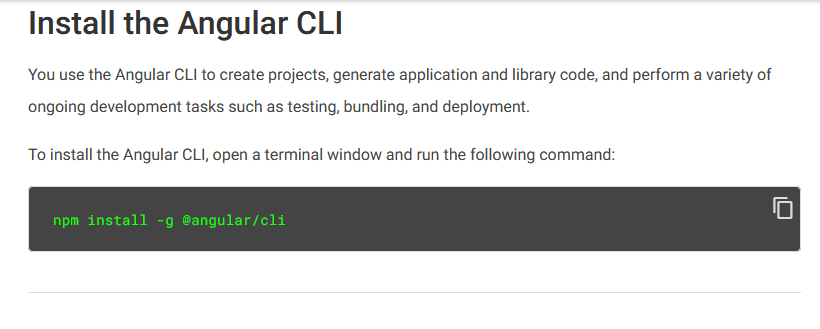 Install the Angular CLI
You use the Angular CLI to create projects, generate application and library code, and perform a variety of
ongoing development tasks such as testing, bundling, and deployment.
To install the Angular CLI, open a terminal window and run the following command:
npm install -g @angular/cli